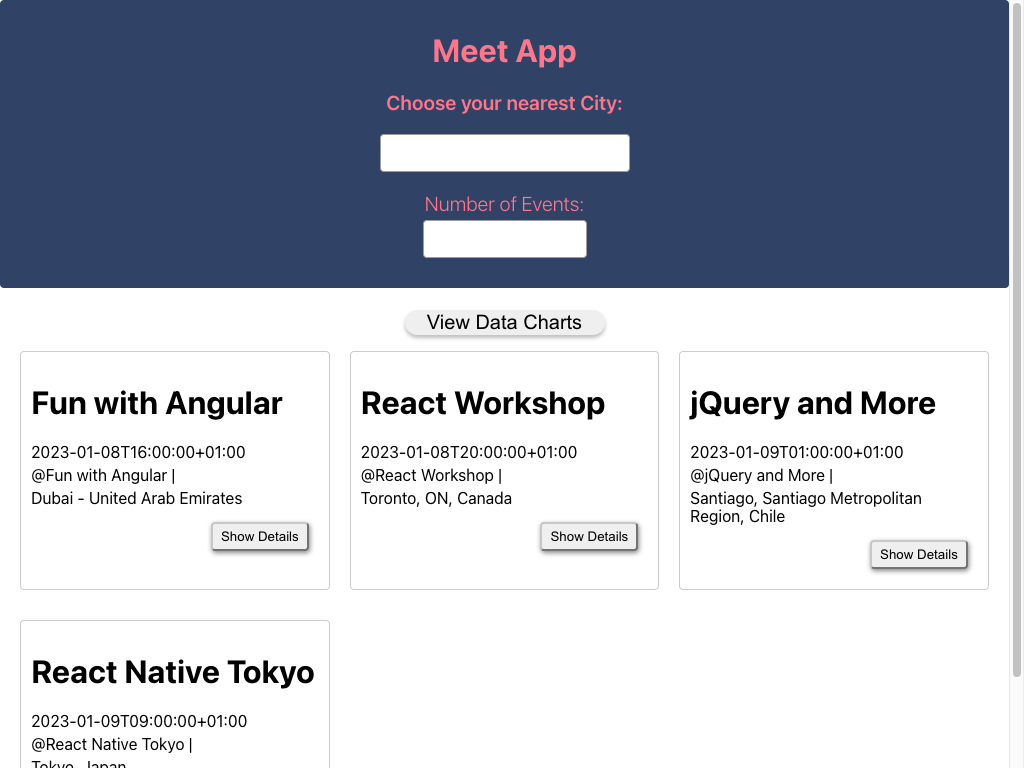 Meet App
Choose your nearest City:
Number of Events:
View Data Charts
Fun with Angular
2023-01-08T16:00:00+01:00
@Fun with Angular |
Dubai - United Arab Emirates
Show Details
React Workshop
2023-01-08T20:00:00+01:00
@React Workshop |
Toronto, ON, Canada
Show Details
jQuery and More
2023-01-09T01:00:00+01:00
@jQuery and More |
Santiago, Santiago Metropolitan
Region, Chile
Show Details
React Native Tokyo
2023-01-09T09:00:00+01:00
@React Native Tokyo |
Tokyo, Japan